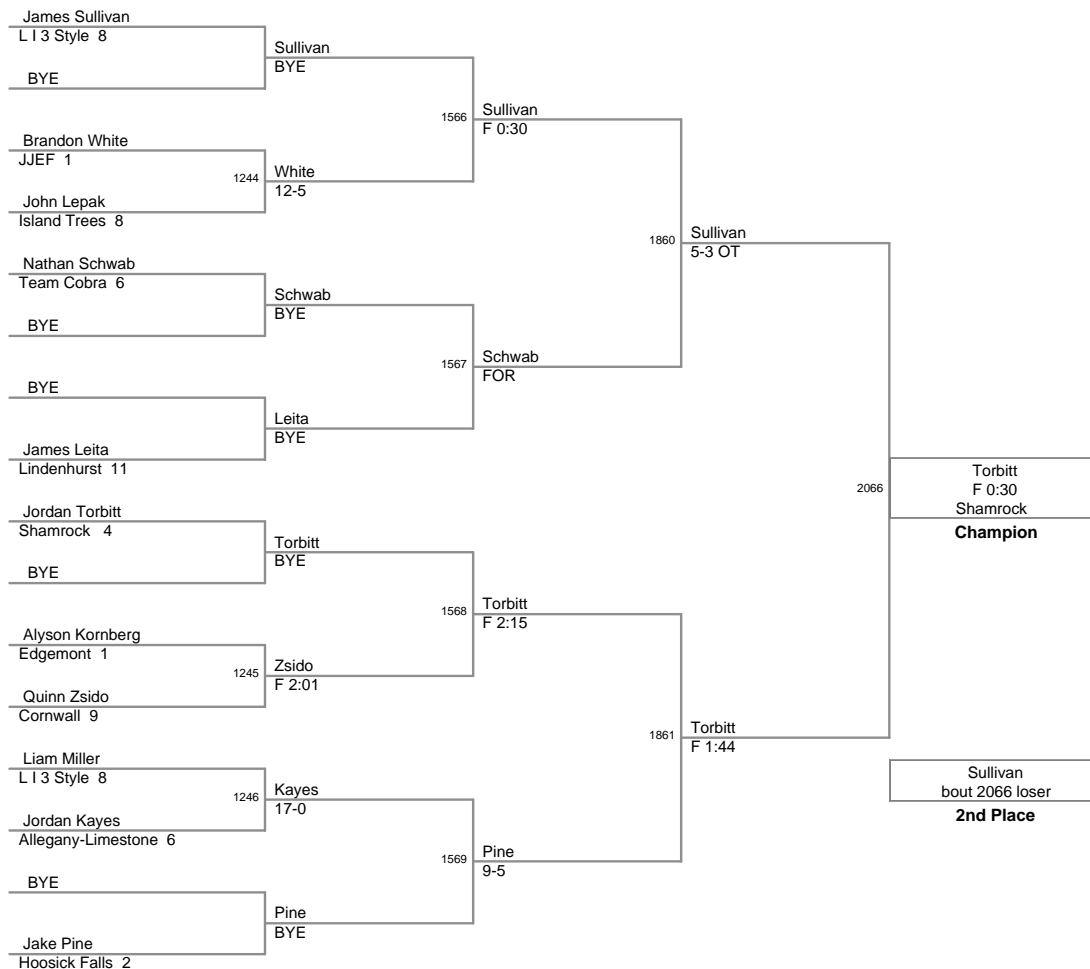 James Sullivan
L I 3 Style 8
BYE
Sullivan
BYE
Brandon White
JJEF 1
1244
John Lepak
Island Trees 8
White
12-5
1566
Sullivan
F 0:30
Nathan Schwab
Team Cobra 6
BYE
Schwab
BYE
BYE
James Leita
Lindenhurst 11
Leita
BYE
1567
Schwab
FOR
1860
Sullivan
5-3 OT
Jordan Torbitt
Shamrock 4
BYE
Torbitt
BYE
Alyson Kornberg
Edgemont 1
1245
Quinn Zsido
Cornwall 9
Zsido
F 2:01
1568
Torbitt
F 2:15
Liam Miller
L I 3 Style 8
1246
Jordan Kayes
Allegany-Limestone 6
Kayes
17-0
BYE
Jake Pine
Hoosick Falls 2
Pine
BYE
1569
Pine
9-5
1861
Torbitt
F 1:44
2066
Torbitt
F 0:30
Shamrock
Champion
Sullivan
bout 2066 loser
2nd Place